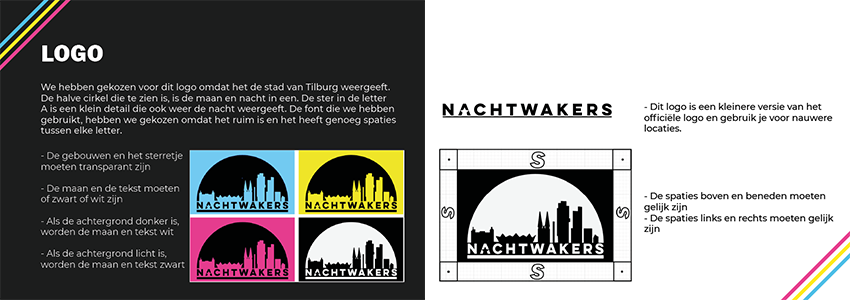 LOGO
We hebben gekozen voor dit logo omdat het de stad van Tilburg weergeeft.
De halve cirkel die te zien is, is de maan en nacht in een. De ster in de letter
A is een klein detail die ook weer de nacht weergeeft. De font die we hebben
gebruikt, hebben we gekozen omdat het ruim is en het heeft genoeg spaties
tussen elke letter.
- De gebouwen en het sterretje
moeten transparant zijn
- De maan en de tekst moeten
of zwart of wit zijn
- Als de achtergrond donker is,
worden de maan en tekst wit
- Als de achtergrond licht is,
worden de maan en tekst zwart
NACHTWAKERS
NACHTWAKERS
NACHTWAKERS
NACHTWAKERS
NACHTWAKERS
- Dit logo is een kleinere versie van het
officiële logo en gebruik je voor nauwere
locaties.
S
S
S
NACHTWAKERS
S
- De spaties boven en beneden moeten
gelijk zijn
- De spaties links en rechts moeten gelijk
zijn